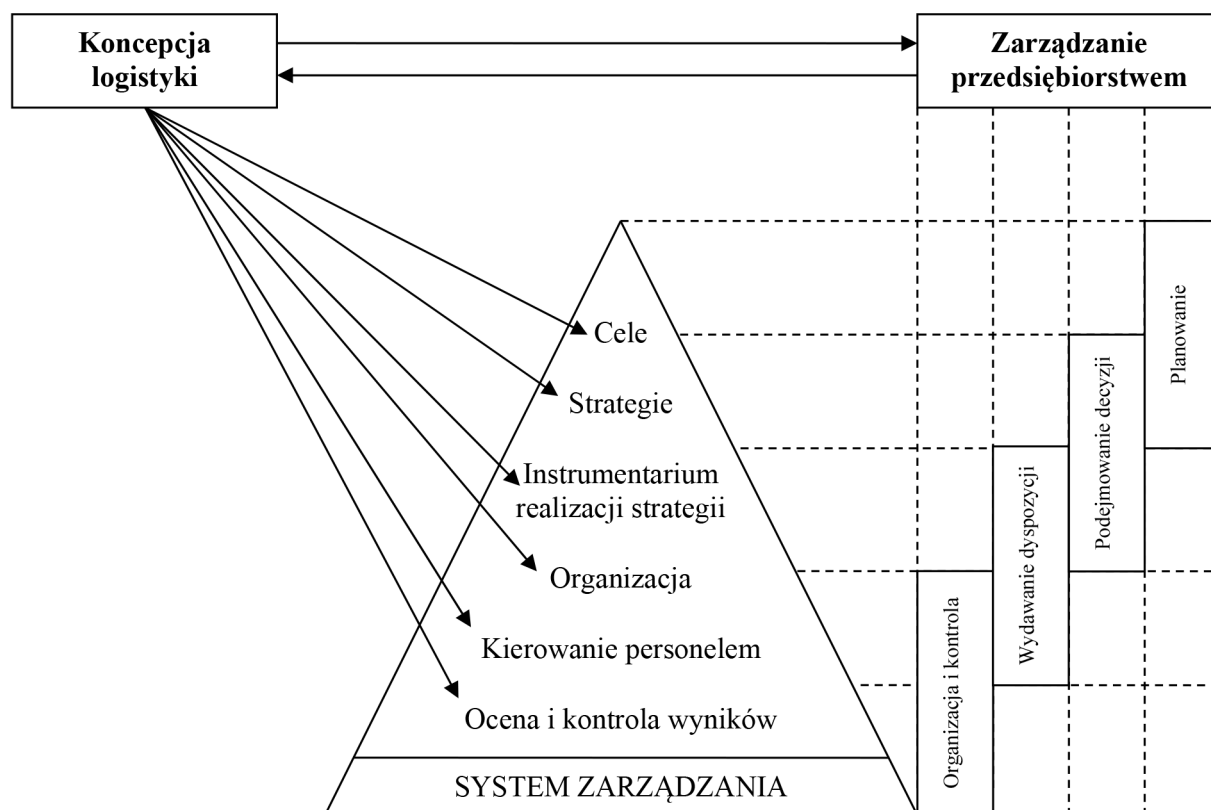 Koncepcja
logistyki
Zarządzanie
przedsiębiorstwem
Cele
Strategie
Instrumentarium
realizacji strategii
Organizacja
Kierowanie personelem
Ocena i kontrola wyników
SYSTEM ZARZĄDZANIA
Organizacja i kontrola
Wydawanie dyspozycji
Podejmowanie decyzji
Planowanie